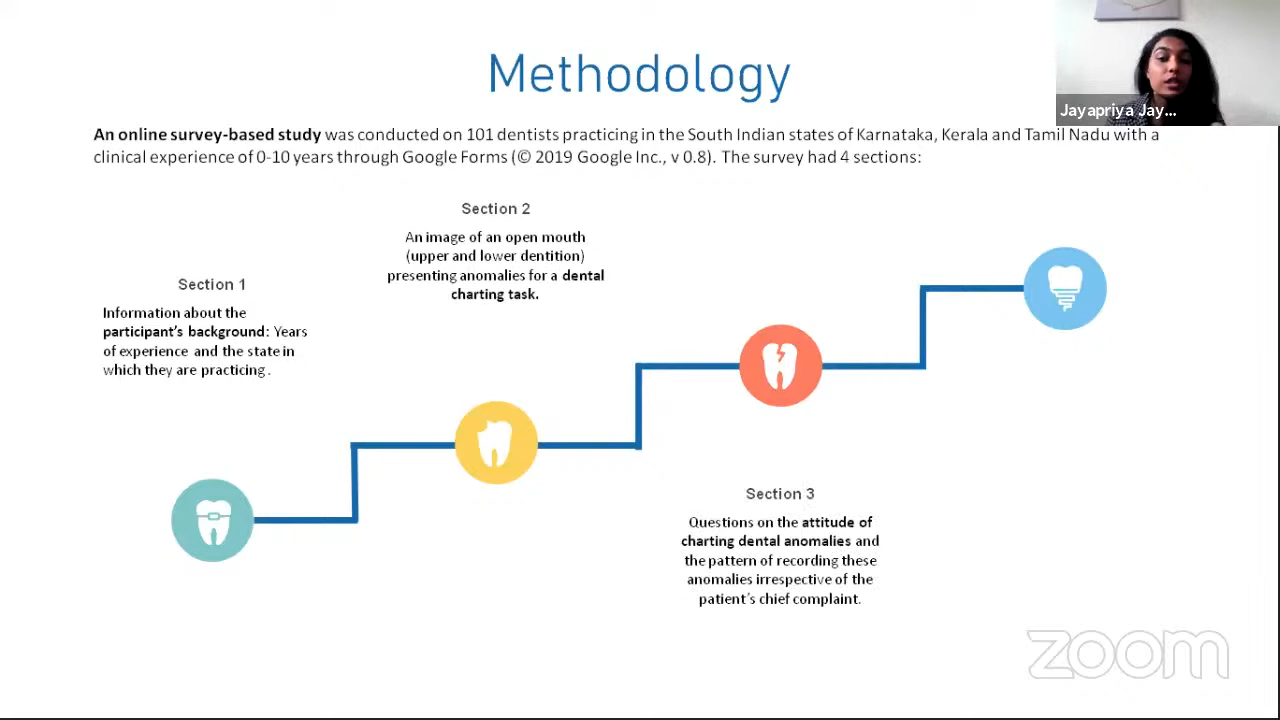 Methodology
Jayapriya Jay...
An online survey-based study was conducted on 101 dentists practicing in the South Indian states of Karnataka, Kerala and Tamil Nadu with a
clinical experience of 0-10 years through Google Forms (© 2019 Google Inc., v 0.8). The survey had 4 sections:
Section 1
Information about the
participant's background: Years
of experience and the state in
which they are practicing.
Section 2
An image of an open mouth
(upper and lower dentition)
presenting anomalies for a dental
charting task.
Section 3
Questions on the attitude of
charting dental anomalies and
the pattern of recording these
anomalies irrespective of the
patient's chief complaint.
zoom